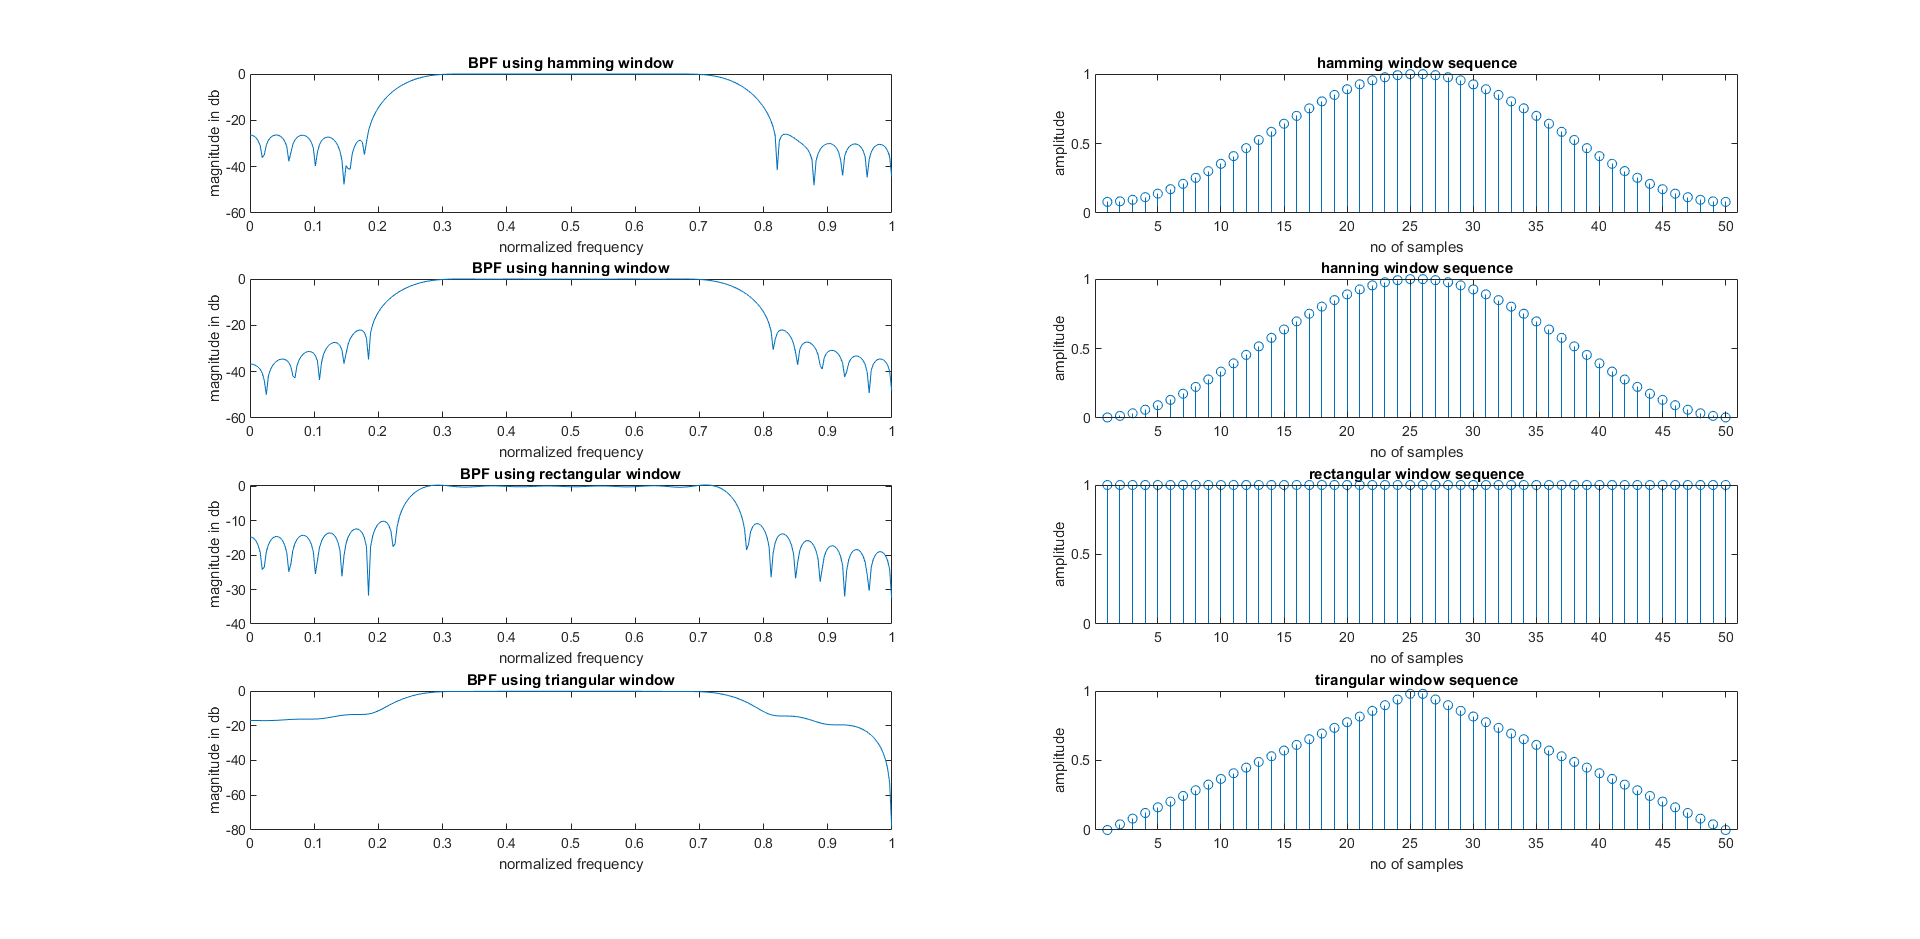 BPF using hamming window
0
-20
-40
-60
magnitude in db
0 0.1 0.2 0.3 0.4 0.5 0.6 0.7 0.8 0.9 1
normalized frequency
hamming window sequence
1
0.5
0
amplitude
5 10 15 20 25 30 35 40 45 50
no of samples
BPF using hanning window
0
-20
-40
-60
magnitude in db
0 0.1 0.2 0.3 0.4 0.5 0.6 0.7 0.8 0.9 1
normalized frequency
hanning window sequence
1
0.5
0
amplitude
5 10 15 20 25 30 35 40 45 50
no of samples
BPF using rectangular window
0
-10
-20
-30
-40
magnitude in db
0 0.1 0.2 0.3 0.4 0.5 0.6 0.7 0.8 0.9 1
normalized frequency
rectangular window sequence
1
0.5
0
amplitude
5 10 15 20 25 30 35 40 45 50
no of samples
BPF using triangular window
0
-20
-40
-60
-80
magnitude in db
0 0.1 0.2 0.3 0.4 0.5 0.6 0.7 0.8 0.9 1
normalized frequency
tirangular window sequence
1
0.5
0
amplitude
5 10 15 20 25 30 35 40 45 50
no of samples